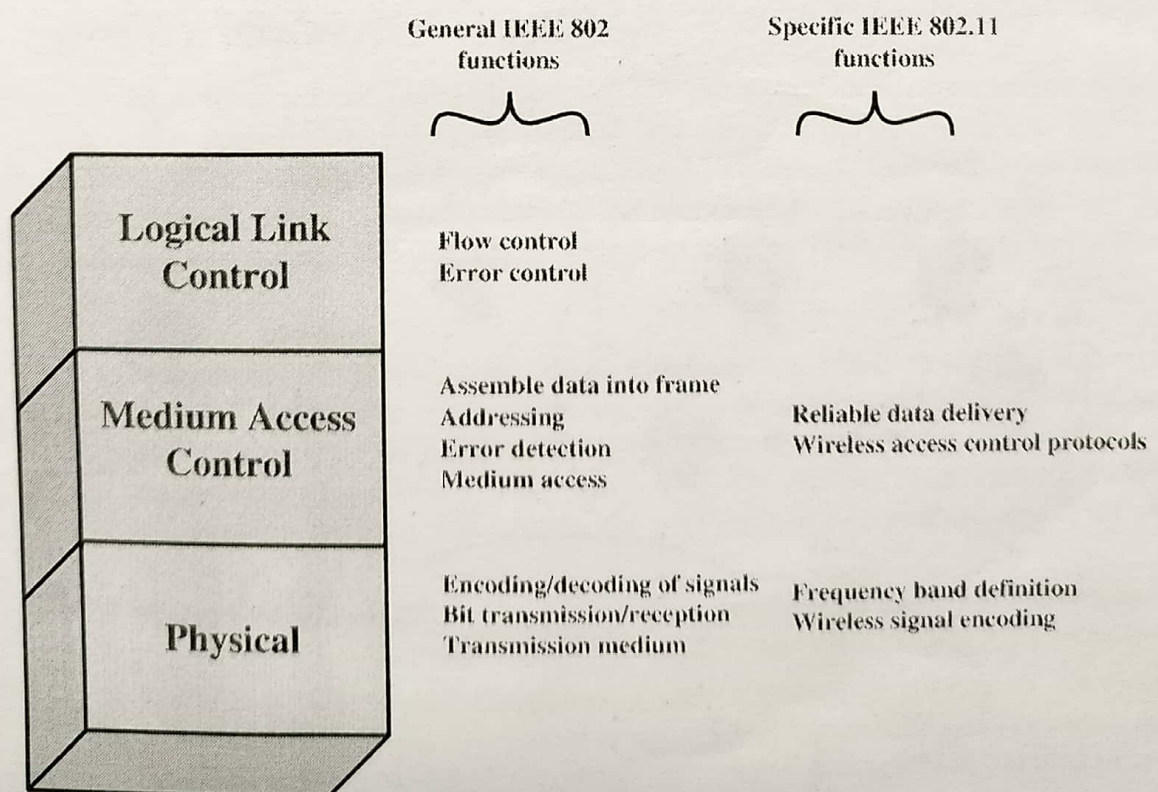 General IEEE 802
functions
Specific IEEE 802.11
functions
Logical Link
Control
Flow control
Error control
Medium Access
Control
Assemble data into frame
Addressing
Error detection
Medium access
Reliable data delivery
Wireless access control protocols
Physical
Encoding/decoding of signals
Bit transmission/reception
Transmission medium
Frequency band definition
Wireless signal encoding